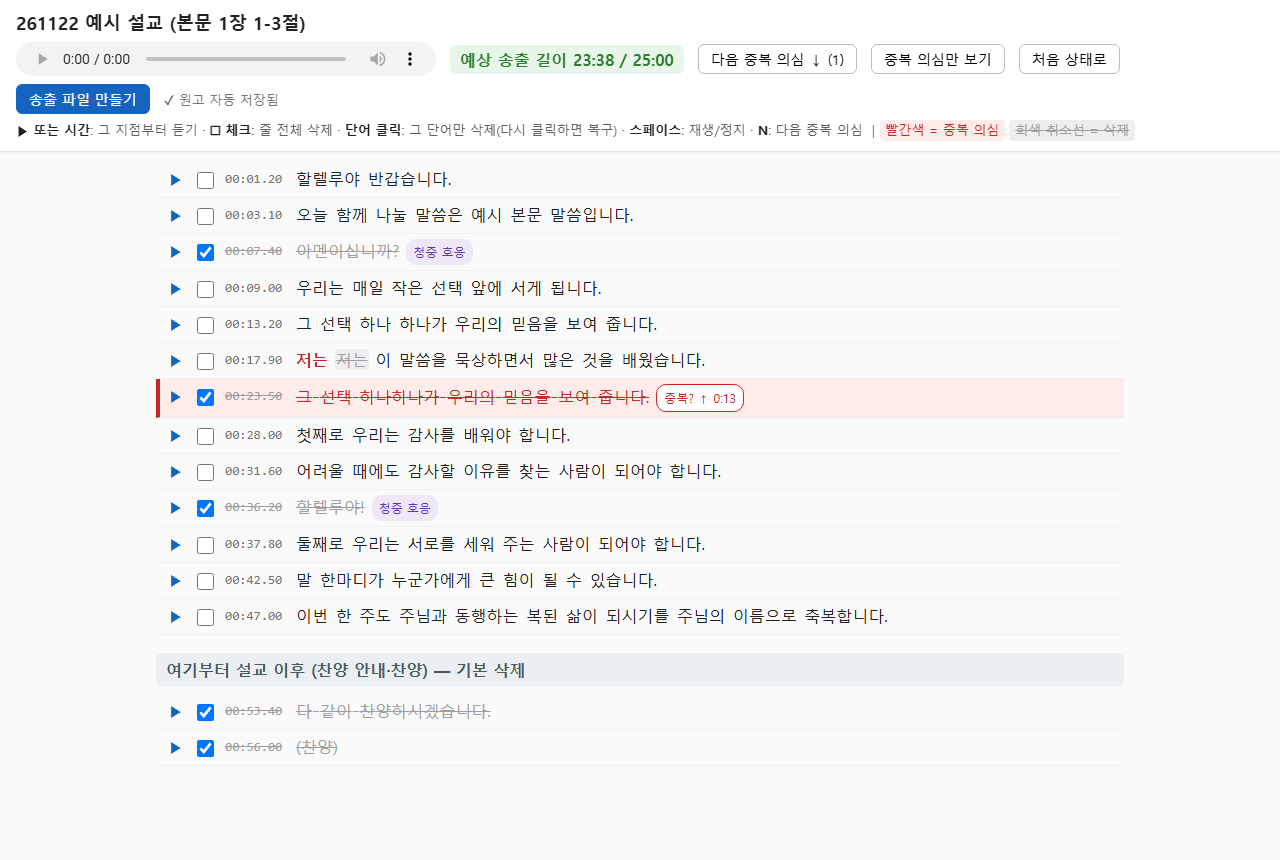 261122 예시 설교 (본문 1장 1-3절)
0:00 / 0:00 예상 송출 길이 23:38 / 25:00 다음 중복 의심 ↓ (1) 중복 의심만 보기 처음 상태로
송출 파일 만들기 ✓ 원고 자동 저장됨
▶ 또는 시간: 그 지점부터 듣기 · ☐ 체크: 줄 전체 삭제 · 단어 클릭: 그 단어만 삭제(다시 클릭하면 복구) · 스페이스: 재생/정지 · N: 다음 중복 의심 | 빨간색 = 중복 의심 회색 취소선 = 삭제
00:01.20 할렐루야 반갑습니다.
00:03.10 오늘 함께 나눌 말씀은 예시 본문 말씀입니다.
00:07.40 아멘이십니까? 청중 호응
00:09.00 우리는 매일 작은 선택 앞에 서게 됩니다.
00:13.20 그 선택 하나 하나가 우리의 믿음을 보여 줍니다.
00:17.90 저는 저는 이 말씀을 묵상하면서 많은 것을 배웠습니다.
00:23.50 그 선택 하나하나가 우리의 믿음을 보여 줍니다. 중복? ↑ 0:13
00:28.00 첫째로 우리는 감사를 배워야 합니다.
00:31.60 어려울 때에도 감사할 이유를 찾는 사람이 되어야 합니다.
00:36.20 할렐루야! 청중 호응
00:37.80 둘째로 우리는 서로를 세워 주는 사람이 되어야 합니다.
00:42.50 말 한마디가 누군가에게 큰 힘이 될 수 있습니다.
00:47.00 이번 한 주도 주님과 동행하는 복된 삶이 되시기를 주님의 이름으로 축복합니다.
여기부터 설교 이후 (찬양 안내·찬양) — 기본 삭제
00:53.40 다 같이 찬양하시겠습니다.
00:56.00 (찬양)